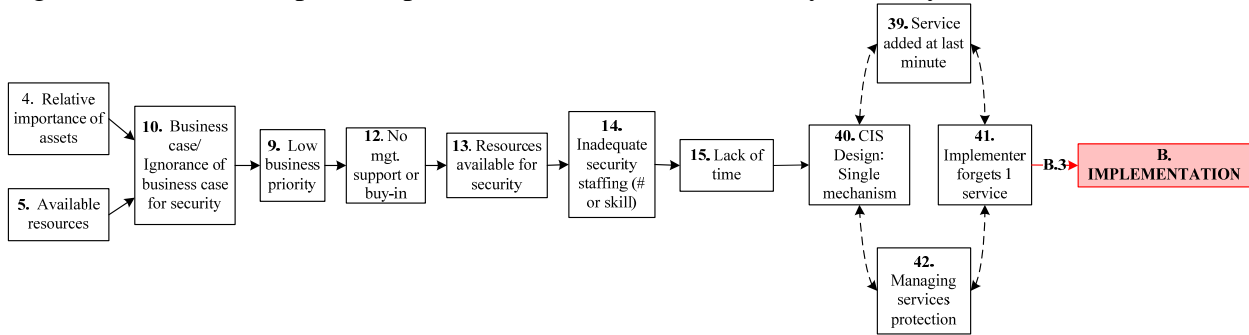 4. Relative
importance of
assets
5. Available
resources
10. Business
case/
Ignorance of
business case
for security
9. Low
business
priority
12. No
mgt.
support or
buy-in
13. Resources
available for
security
14.
Inadequate
security
staffing (#
or skill)
15. Lack of
time
39. Service
added at last
minute
40. CIS
Design:
Single
mechanism
41.
Implementer
forgets 1
service
42.
Managing
services
protection
B.3
B.
IMPLEMENTATION